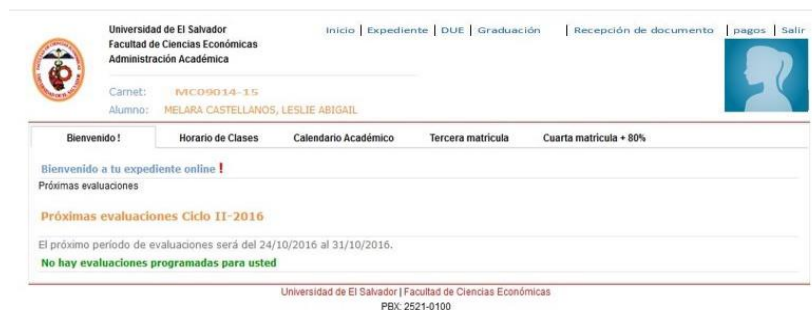 Universidad de El Salvador
Facultad de Ciencias Económicas
Administración Académica
Inicio | Expediente | DUE | Graduación | Recepción de documento | pagos | Salir
Carnet: MC09014-15
Alumno: MELARA CASTELLANOS, LESLIE ABIGAIL
Bienvenido ! Horario de Clases Calendario Académico Tercera matricula Cuarta matrícula + 80%
Bienvenido a tu expediente online !
Próximas evaluaciones
Próximas evaluaciones Ciclo II-2016
El próximo período de evaluaciones será del 24/10/2016 al 31/10/2016.
No hay evaluaciones programadas para usted
Universidad de El Salvador | Facultad de Ciencias Económicas
PBX: 2521-0100